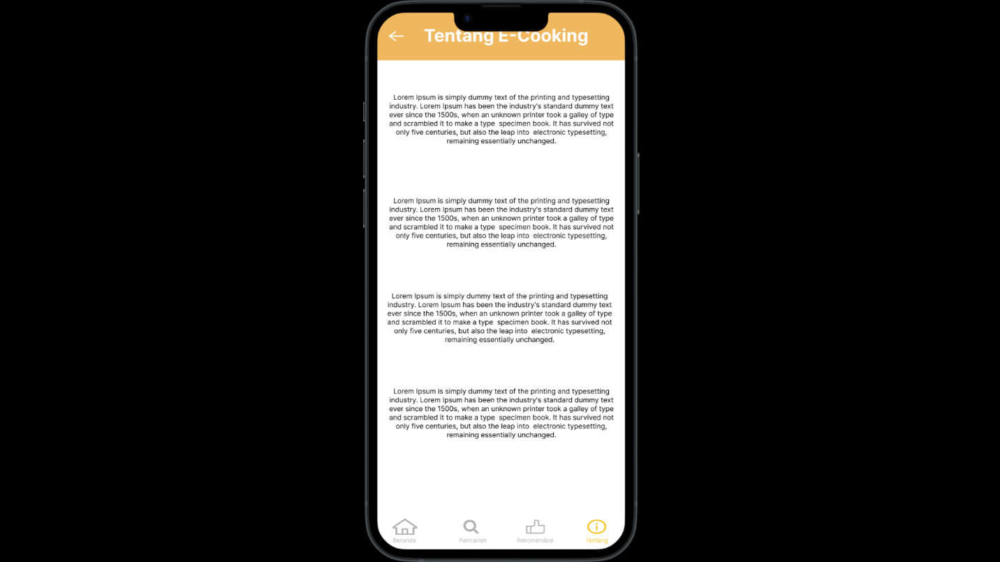 Tentang E-Cooking
Lorem Ipsum is simply dummy text of the printing and typesetting
industry. Lorem Ipsum has been the industry's standard dummy text
ever since the 1500s, when an unknown printer took a galley of type
and scrambled it to make a type  specimen book. It has survived not
only five centuries, but also the leap into  electronic typesetting,
remaining essentially unchanged.
Lorem Ipsum is simply dummy text of the printing and typesetting
industry. Lorem Ipsum has been the industry's standard dummy text
ever since the 1500s, when an unknown printer took a galley of type
and scrambled it to make a type  specimen book. It has survived not
only five centuries, but also the leap into  electronic typesetting,
remaining essentially unchanged.
Lorem Ipsum is simply dummy text of the printing and typesetting
industry. Lorem Ipsum has been the industry's standard dummy text
ever since the 1500s, when an unknown printer took a galley of type
and scrambled it to make a type  specimen book. It has survived not
only five centuries, but also the leap into  electronic typesetting,
remaining essentially unchanged.
Lorem Ipsum is simply dummy text of the printing and typesetting
industry. Lorem Ipsum has been the industry's standard dummy text
ever since the 1500s, when an unknown printer took a galley of type
and scrambled it to make a type  specimen book. It has survived not
only five centuries, but also the leap into  electronic typesetting,
remaining essentially unchanged.
Beranda Pencarian Rekomendasi Tentang